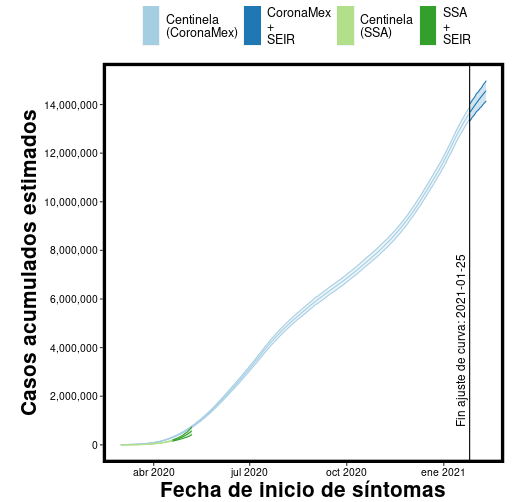 Centinela
(CoronaMex)
CoronaMex
+
SEIR
Centinela
(SSA)
SSA
+
SEIR
Casos acumulados estimados
14,000,000
12,000,000
10,000,000
8,000,000
6,000,000
4,000,000
2,000,000
0
Fin ajuste de curva: 2021-01-25
abr 2020
jul 2020
oct 2020
ene 2021
Fecha de inicio de síntomas